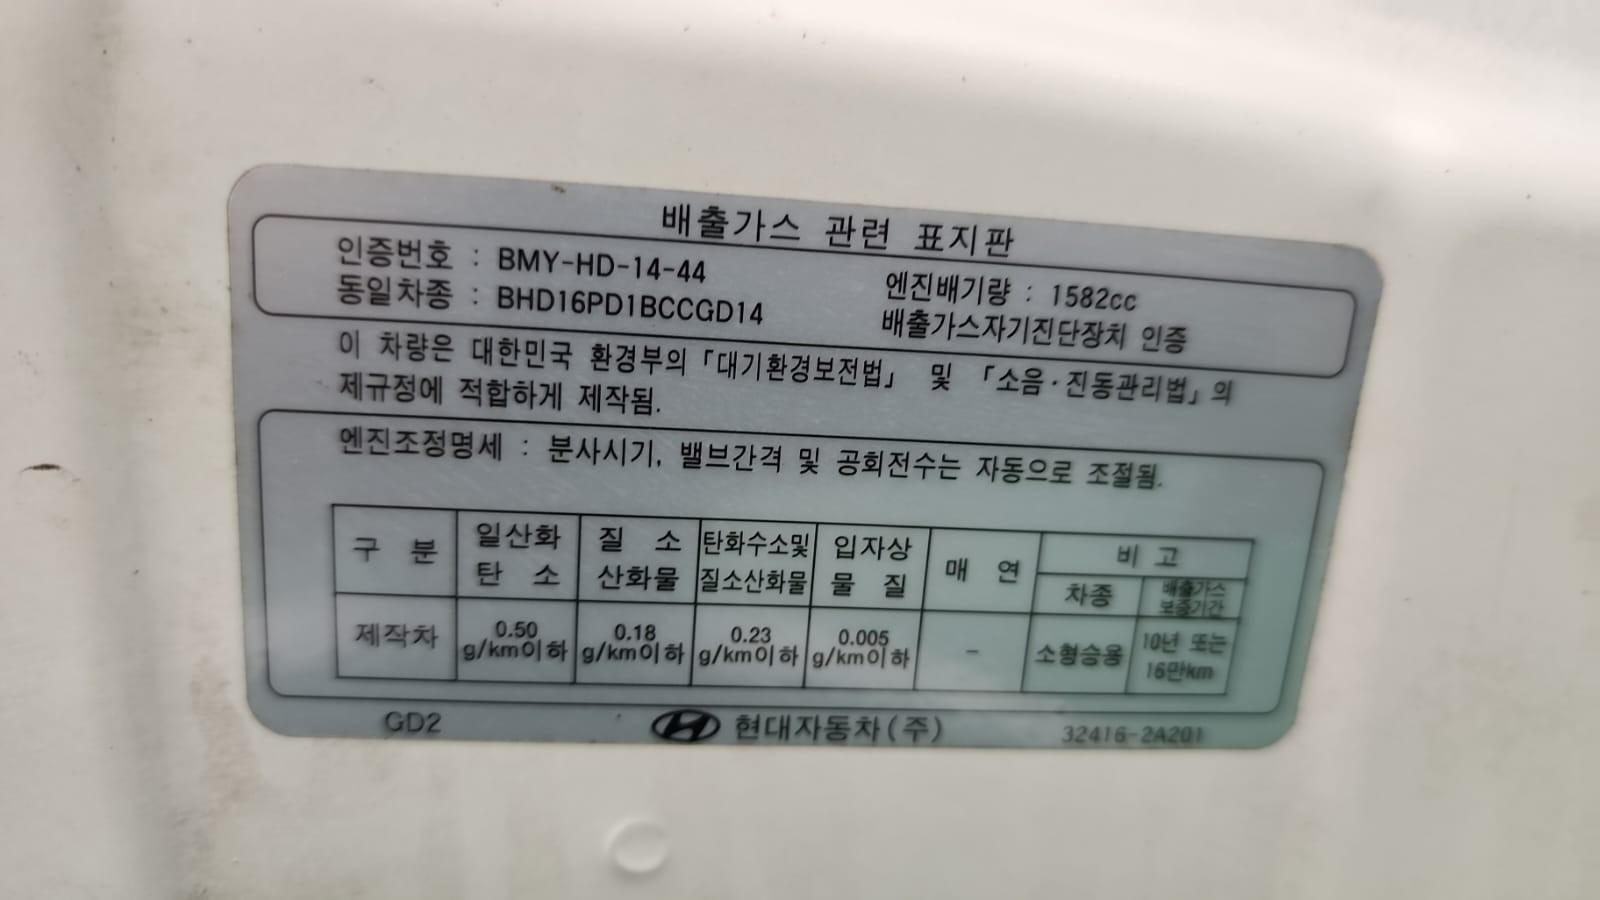 배출가스 관련 표지판
인증번호 : BMY-HD-14-44
엔진배기량 : 1582cc
동일차종 : BHD16PD1BCCGD14
배출가스자기진단장치 인증
이 차량은 대한민국 환경부의 「대기환경보전법」 및 「소음·진동관리법」의
제규정에 적합하게 제작됨.
엔진조정명세 : 분사시기, 밸브간격 및 공회전수는 자동으로 조절됨.
구 분
일산화
탄 소
질 소
산화물
탄화수소및
질소산화물
입자상
물 질
매 연
비 고
차종
배출가스
보증기간
제작차
0.50
g/km이하
0.18
g/km이하
0.23
g/km이하
0.005
g/km이하
-
소형승용
10년 또는
16만km
GD2
현대자동차(주)
32416-2A201